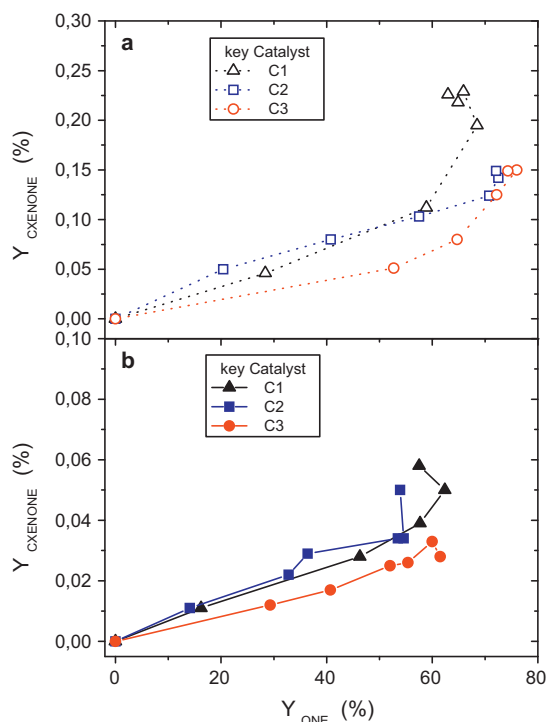 0,30
a
key Catalyst
C1
C2
C3
0,25
0,20
0,15
0,10
0,05
0,00
Y CXENONE (%)
0,10
b
key Catalyst
C1
C2
C3
0,08
0,06
0,04
0,02
0,00
Y CXENONE (%)
0 20 40 60 80
Y ONE (%)